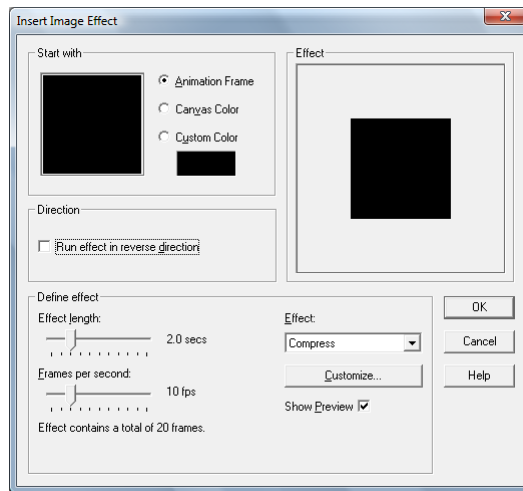 Insert Image Effect
Start with
Animation Frame
Canvas Color
Custom Color
Effect
Direction
Run effect in reverse direction
Define effect
Effect length:
2.0 secs
Frames per second:
10 fps
Effect contains a total of 20 frames.
Effect:
Compress
Customize...
Show Preview
OK
Cancel
Help